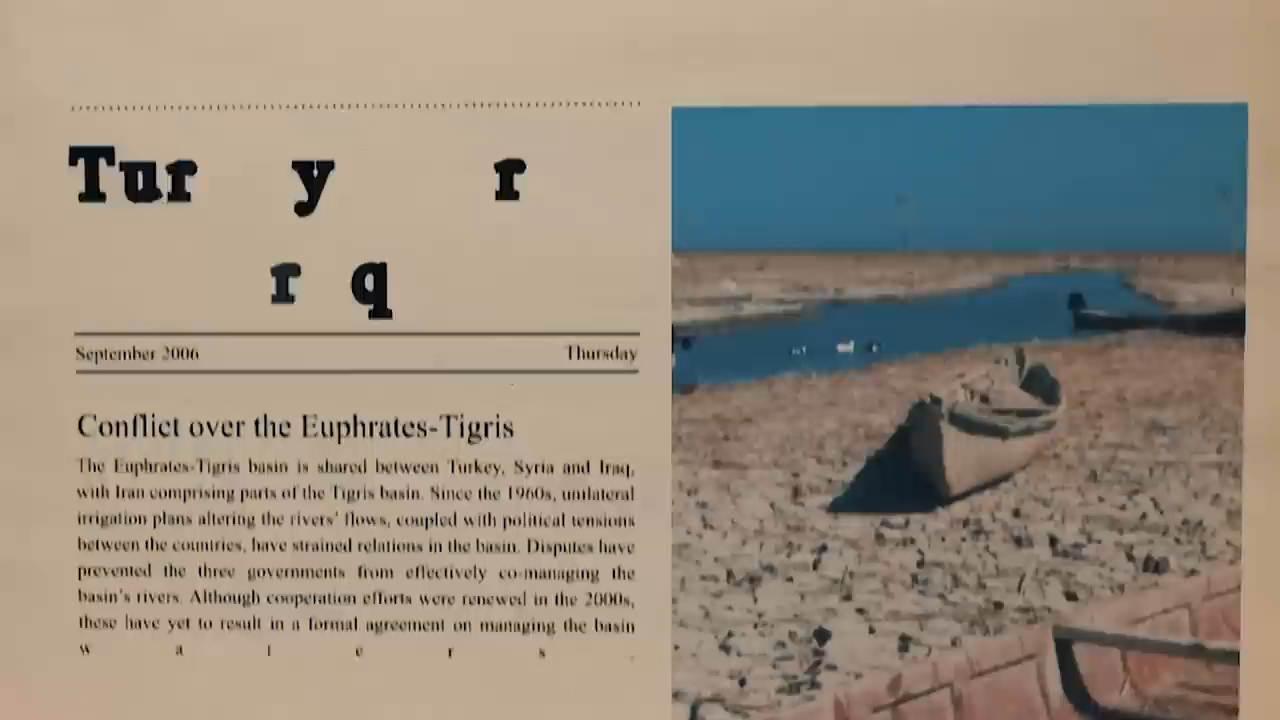 Tur y r
r q
September 2006 Thursday
Conflict over the Euphrates-Tigris
The Euphrates-Tigris basin is shared between Turkey, Syria and Iraq,
with Iran comprising parts of the Tigris basin. Since the 1960s, unilateral
irrigation plans altering the rivers' flows, coupled with political tensions
between the countries, have strained relations in the basin. Disputes have
prevented the three governments from effectively co-managing the
basin's rivers. Although cooperation efforts were renewed in the 2000s,
these have yet to result in a formal agreement on managing the basin
w a t e r s .